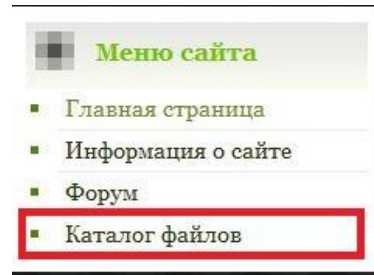 Меню сайта
Главная страница
Информация о сайте
Форум
Каталог файлов